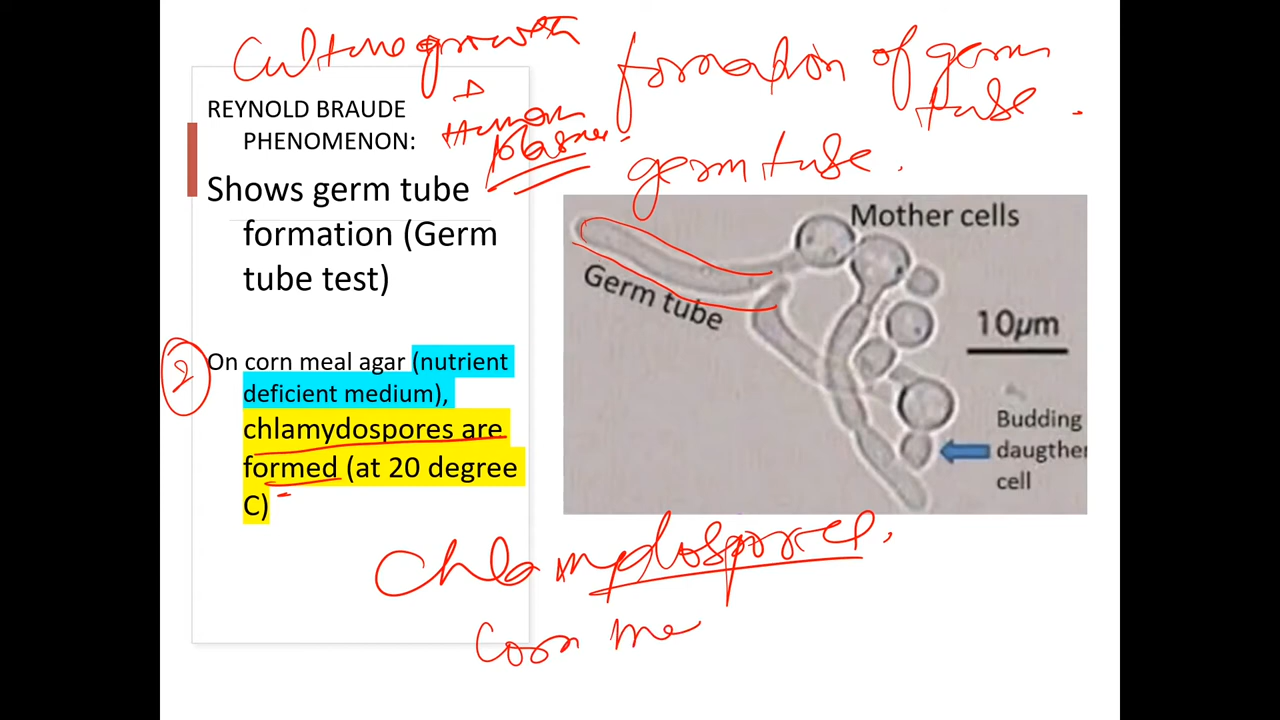 Culture growth
Human
plasma.
formation of germ
tube.
germ tube.
REYNOLD BRAUDE
PHENOMENON:
Shows germ tube
formation (Germ
tube test)
2
On corn meal agar (nutrient
deficient medium),
chlamydospores are
formed (at 20 degree
C)
Mother cells
Germ tube
10µm
Budding
daugther
cell
Chlamydospores.
Corn me